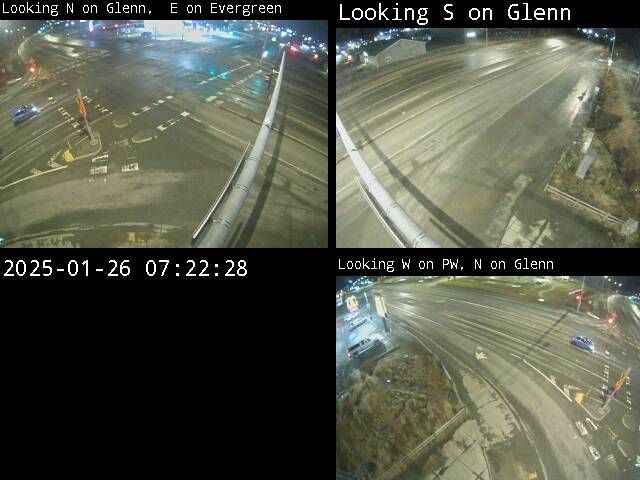 Looking N on Glenn,  E on Evergreen
Looking S on Glenn
2025-01-26 07:22:28
Looking W on PW, N on Glenn